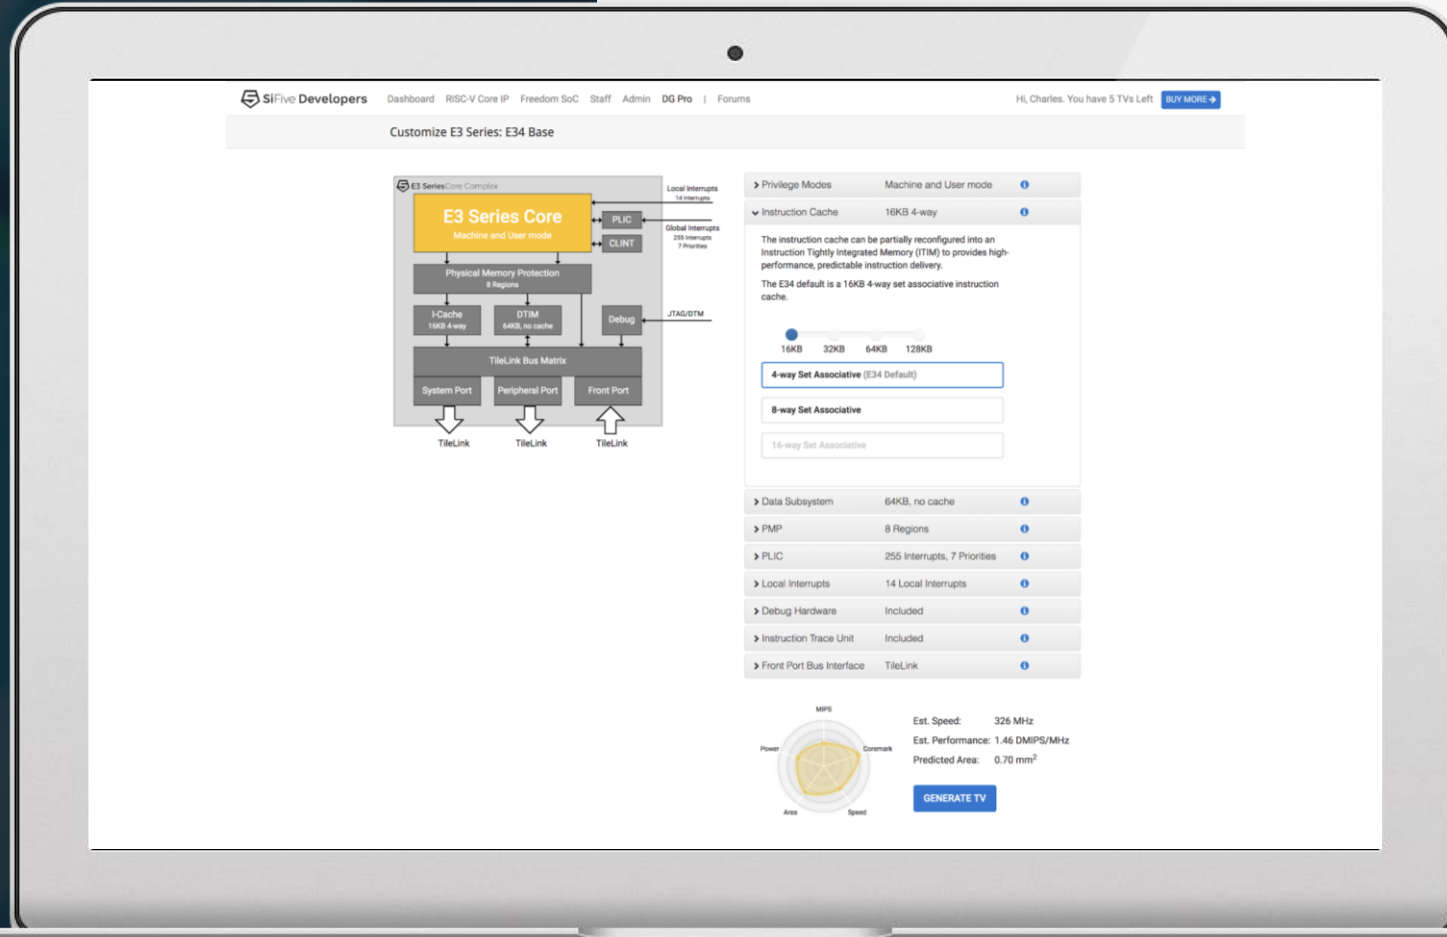 SiFive Developers
Dashboard RISC-V Core IP Freedom SoC Staff Admin DG Pro | Forums
Hi, Charles. You have 5 TVs Left BUY MORE
Customize E3 Series: E34 Base
E3 Series Core Complex
E3 Series Core
Machine and User mode
PLIC
CLINT
Local Interrupts
14 Interrupts
Global Interrupts
255 Interrupts
7 Priorities
Physical Memory Protection
8 Regions
I-Cache
16KB 4-way
DTIM
64KB, no cache
Debug
JTAG/DTM
TileLink Bus Matrix
System Port
Peripheral Port
Front Port
TileLink
TileLink
TileLink
Privilege Modes Machine and User mode
Instruction Cache 16KB 4-way
The instruction cache can be partially reconfigured into an
Instruction Tightly Integrated Memory (ITIM) to provides high-
performance, predictable instruction delivery.
The E34 default is a 16KB 4-way set associative instruction
cache.
16KB 32KB 64KB 128KB
4-way Set Associative (E34 Default)
8-way Set Associative
16-way Set Associative
Data Subsystem 64KB, no cache
PMP 8 Regions
PLIC 255 Interrupts, 7 Priorities
Local Interrupts 14 Local Interrupts
Debug Hardware Included
Instruction Trace Unit Included
Front Port Bus Interface TileLink
MIPS
Power
Coremark
Area
Speed
Est. Speed: 326 MHz
Est. Performance: 1.46 DMIPS/MHz
Predicted Area: 0.70 mm²
GENERATE TV